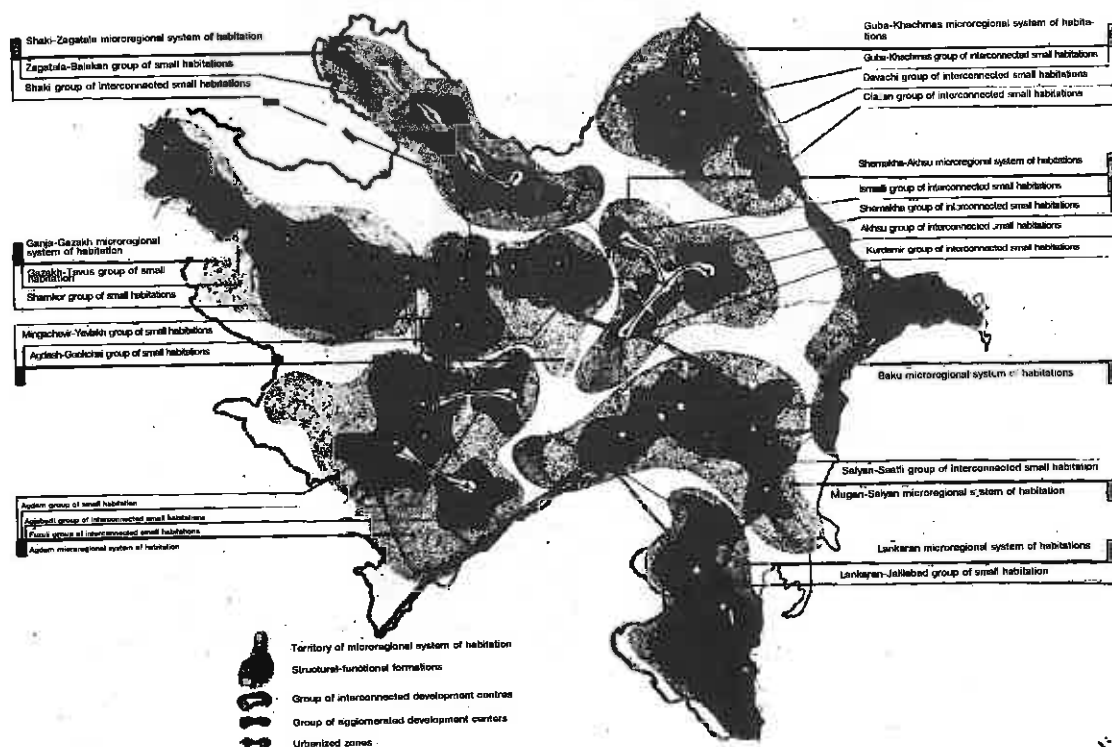 Shaki-Zagatala microregional system of habitation
Zagatala-Balakan group of small habitations
Shaki group of interconnected small habitations
Guba-Khachmas microregional system of habita-
tions
Guba-Khachmas group of interconnected small habitations
Davachi group of interconnected small habitations
group of interconnected small habitations
Shemakha-Akhsu microregional system of habitations
Ismailli group of interconnected small habitations
Shemakha group of interconnected small habitations
Akhsu group of interconnected small habitations
Kurdemir group of interconnected small habitations
Ganja-Gazakh microregional
system of habitation
Gazakh-Tavus group of small
habitation
Shamkor group of small habitations
Mingachevir-Yevlakh group of small habitations
Agdash-Gookchai group of small habitations
Baku microregional system of habitations
Salyan-Saatli group of interconnected small habitation
Mugan-Salyan microregional system of habitation
Lankaran microregional system of habitations
Lankaran-Jalilabad group of small habitation
Agdam group of small habitation
Agjabadi group of interconnected small habitations
Fuzuli group of interconnected small habitations
Agdam microregional system of habitation
Territory of microregional system of habitation
Structural-functional formations
Group of interconnected development centres
Group of agglomerated development centers
Urbanized zones